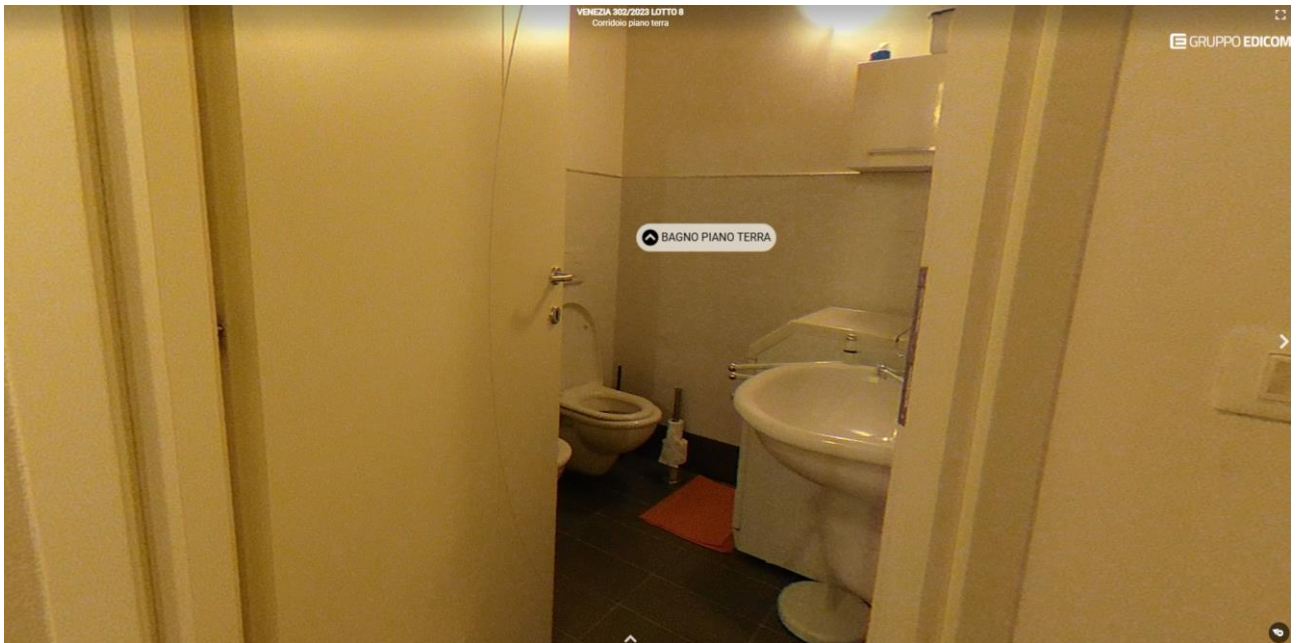 VENEZIA 302/2023 LOTTO 8
Corridoio piano terra
GRUPPO EDICOM
BAGNO PIANO TERRA